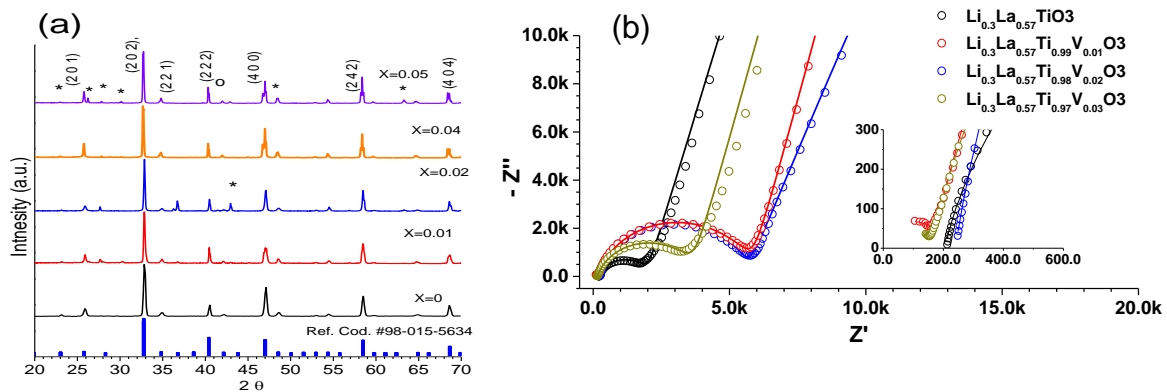 (a)
Intnesity (a.u.)
(2 0 1)
(2 0 2),
(2 2 1)
(2 2 2)
(4 0 0)
(2 4 2)
(4 0 4)
* * * * o * *
X=0.05
X=0.04
*
X=0.02
X=0.01
X=0
Ref. Cod. #98-015-5634
20 25 30 35 40 45 50 55 60 65 70
2 θ
(b)
- Z''
10.0k
8.0k
6.0k
4.0k
2.0k
0.0
0.0 5.0k 10.0k 15.0k 20.0k
Z'
Li0.3La0.57TiO3
Li0.3La0.57Ti0.99V0.01O3
Li0.3La0.57Ti0.98V0.02O3
Li0.3La0.57Ti0.97V0.03O3
300
200
100
0
0.0 200.0 400.0 600.0